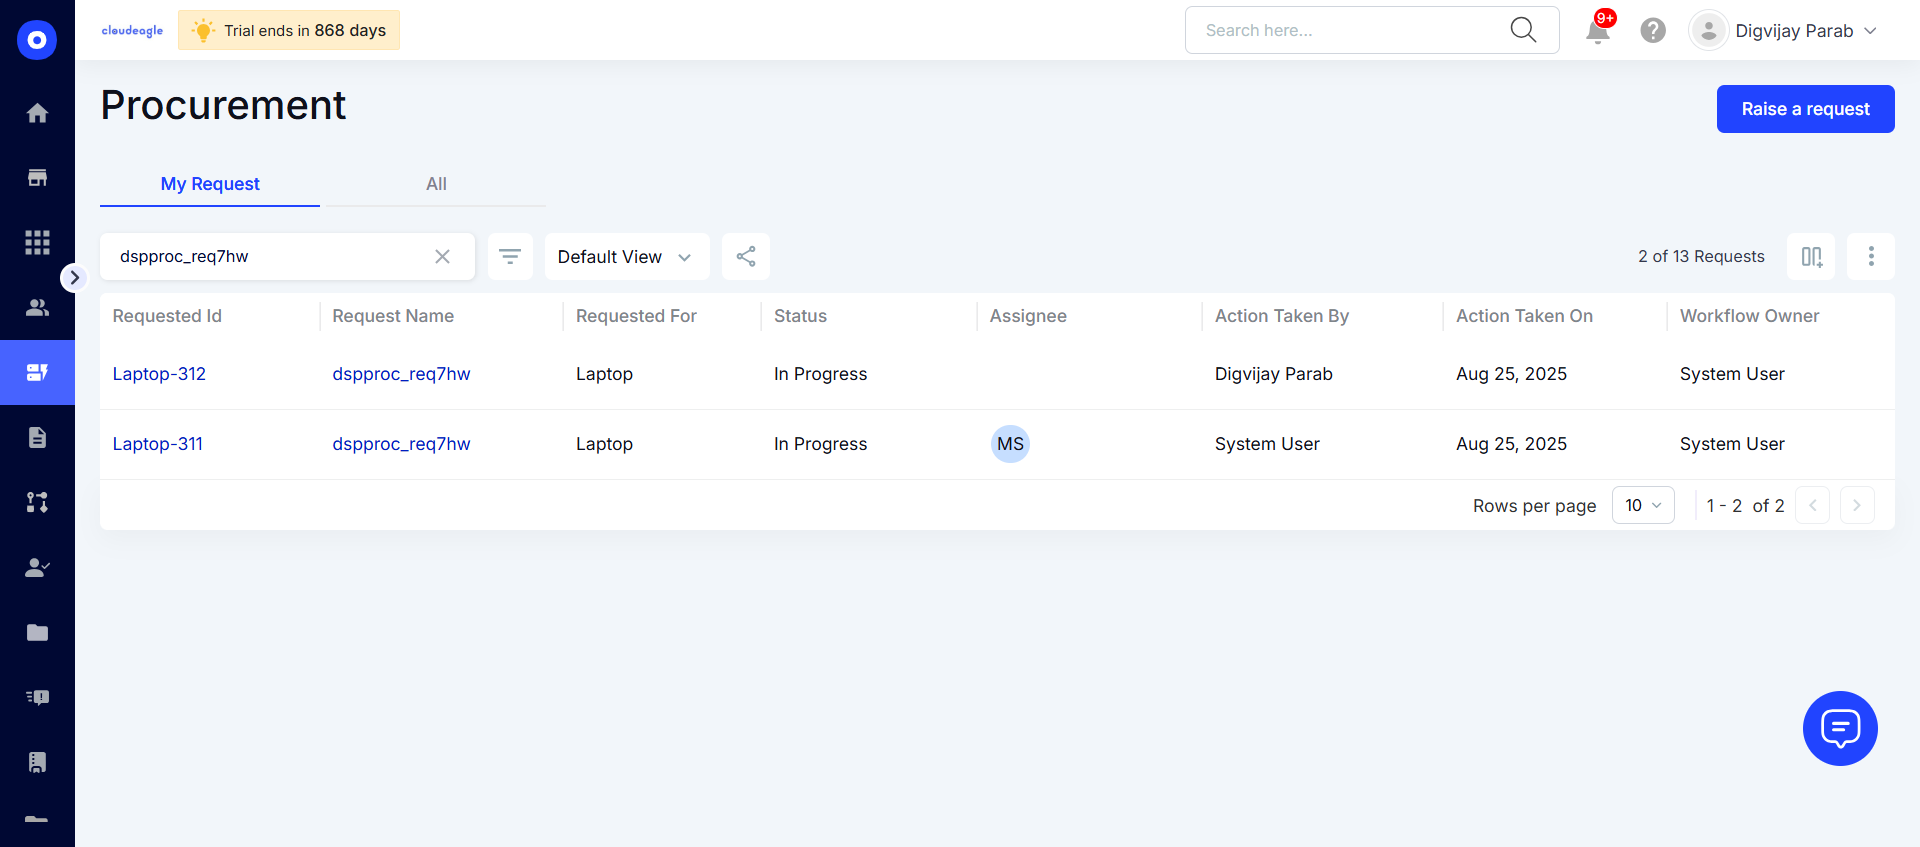 cloudeagle
Trial ends in 868 days
Search here...
9+
Digvijay Parab
Procurement
Raise a request
My Request
All
dspproc_req7hw
Default View
2 of 13 Requests
Requested Id Request Name Requested For Status Assignee Action Taken By Action Taken On Workflow Owner
Laptop-312 dspproc_req7hw Laptop In Progress Digvijay Parab Aug 25, 2025 System User
Laptop-311 dspproc_req7hw Laptop In Progress MS System User Aug 25, 2025 System User
Rows per page 10 1 - 2 of 2